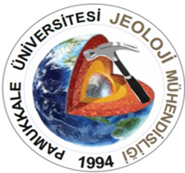 PAMUKKALE ÜNİVERSİTESİ
JEOLOJİ MÜHENDİSLİĞİ
1994